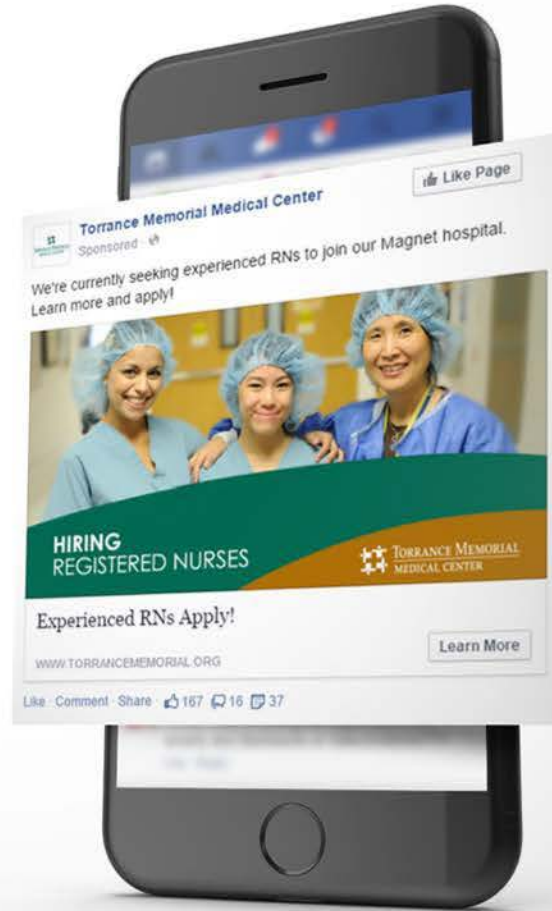 Torrance Memorial Medical Center
Like Page
Sponsored
We're currently seeking experienced RNs to join our Magnet hospital.
Learn more and apply!
HIRING
REGISTERED NURSES
TORRANCE MEMORIAL
MEDICAL CENTER
Experienced RNs Apply!
WWW.TORRANCEMEMORIAL.ORG
Learn More
Like · Comment · Share · 167 16 37